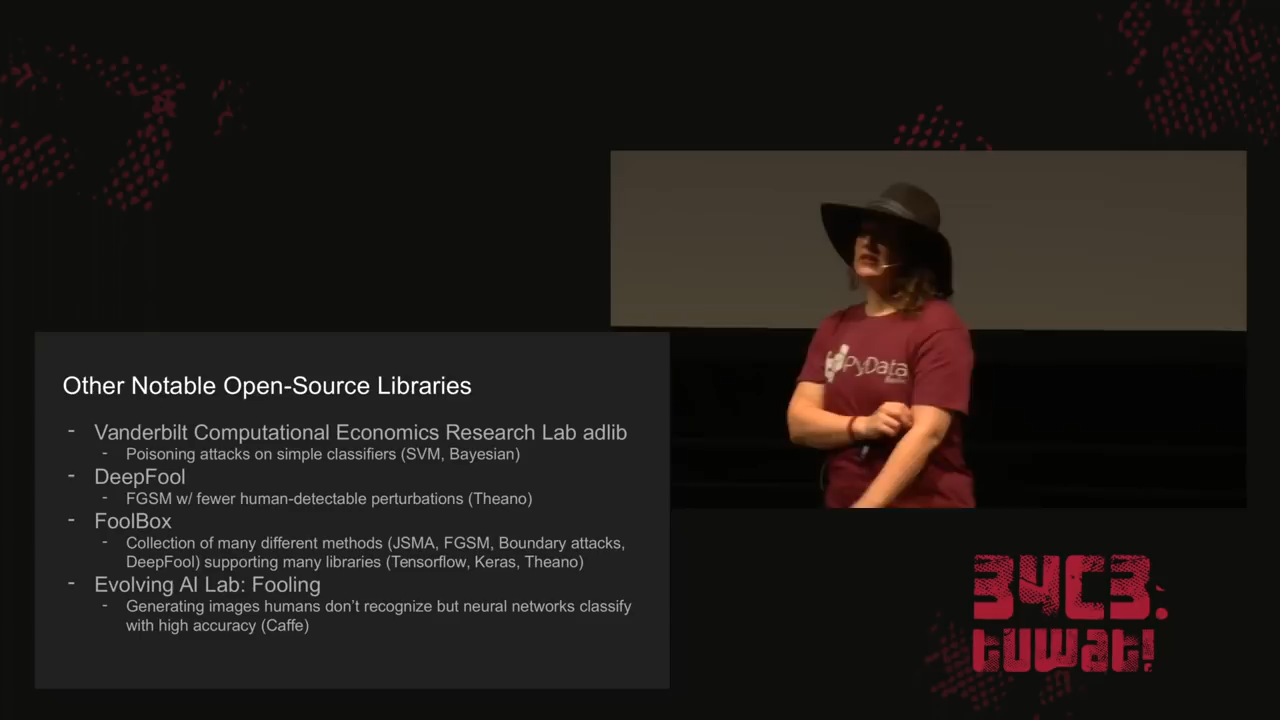 Other Notable Open-Source Libraries
- Vanderbilt Computational Economics Research Lab adlib
- Poisoning attacks on simple classifiers (SVM, Bayesian)
- DeepFool
- FGSM w/ fewer human-detectable perturbations (Theano)
- FoolBox
- Collection of many different methods (JSMA, FGSM, Boundary attacks,
DeepFool) supporting many libraries (Tensorflow, Keras, Theano)
- Evolving AI Lab: Fooling
- Generating images humans don't recognize but neural networks classify
with high accuracy (Caffe)
PyData
34C3.
tuwat!